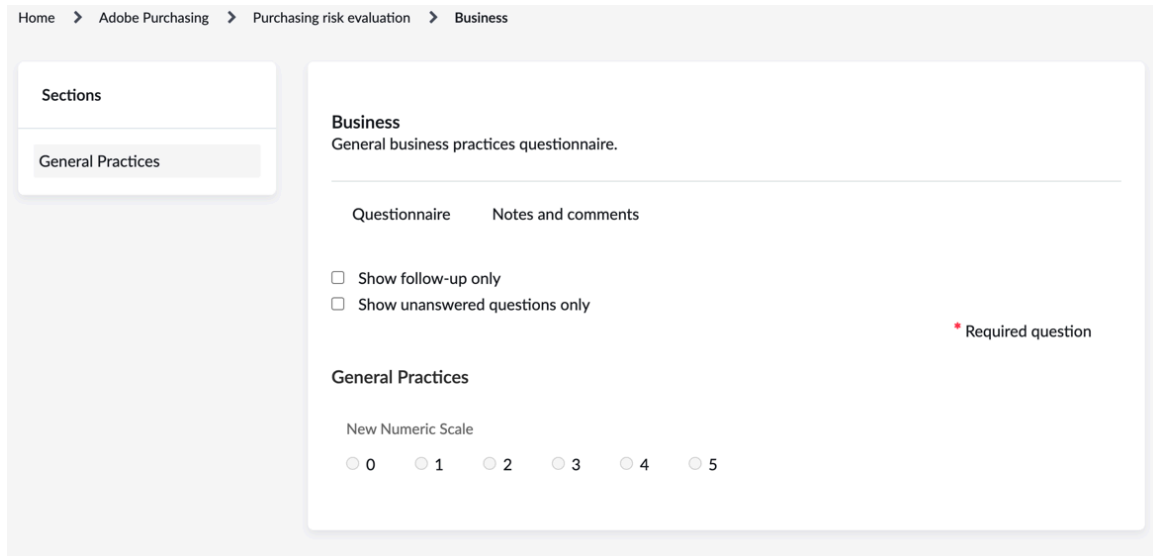 Home > Adobe Purchasing > Purchasing risk evaluation > Business
Sections
General Practices
Business
General business practices questionnaire.
Questionnaire Notes and comments
Show follow-up only
Show unanswered questions only
* Required question
General Practices
New Numeric Scale
0 1 2 3 4 5